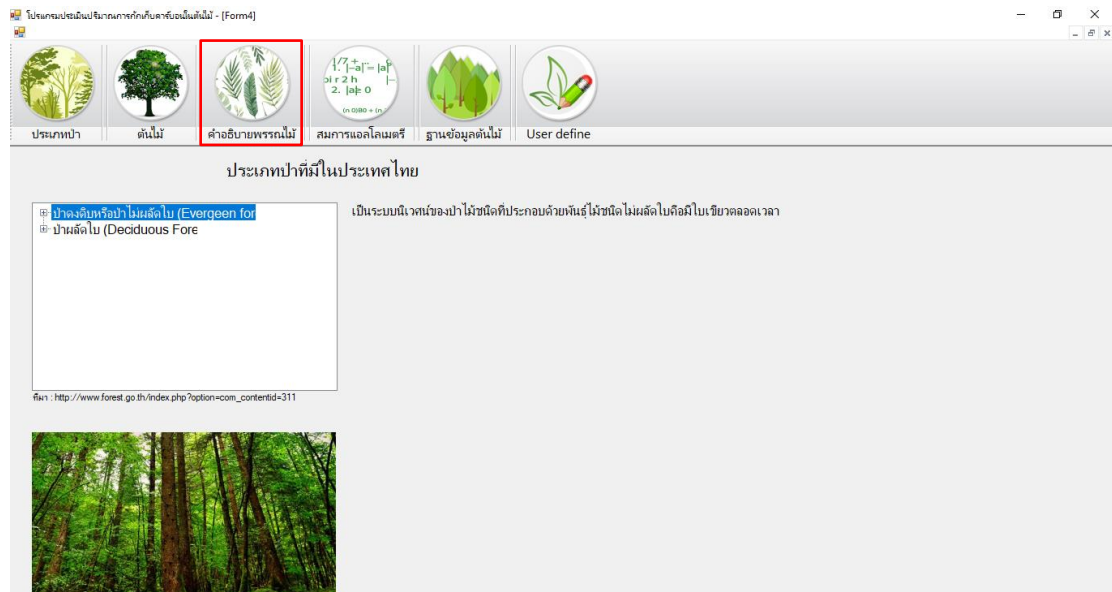 โปรแกรมประเมินปริมาณการกักเก็บคาร์บอนในต้นไม้ - [Form4]
ประเภทป่า
ต้นไม้
คำอธิบายพรรณไม้
สมการแอลโลเมตรี
ฐานข้อมูลต้นไม้
User define
ประเภทป่าที่มีในประเทศไทย
ป่าดงดิบหรือป่าไม่ผลัดใบ (Evergeen for
ป่าผลัดใบ (Deciduous Fore
เป็นระบบนิเวศน์ของป่าไม้ชนิดที่ประกอบด้วยพันธุ์ไม้ชนิดไม่ผลัดใบคือมีใบเขียวตลอดเวลา
ที่มา : http://www.forest.go.th/index.php?option=com_contentid=311